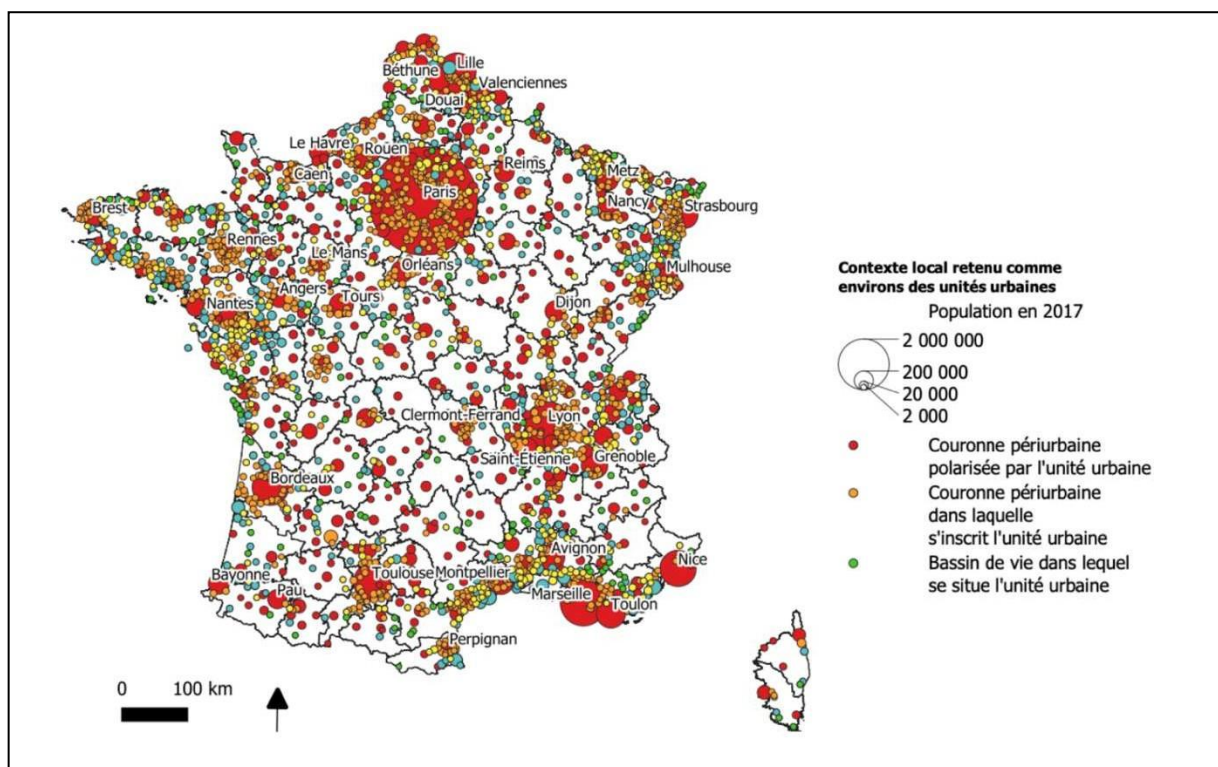 Lille
Béthune
Valenciennes
Douai
Le Havre
Rouen
Reims
Caen
Metz
Paris
Nancy
Strasbourg
Brest
Rennes
Le Mans
Orléans
Mulhouse
Angers
Nantes
Tours
Dijon
Clermont-Ferrand
Lyon
Saint-Étienne
Grenoble
Bordeaux
Avignon
Nice
Bayonne
Toulouse
Montpellier
Pau
Marseille
Toulon
Perpignan
0 100 km
Contexte local retenu comme
environs des unités urbaines
Population en 2017
2 000 000
200 000
20 000
2 000
Couronne périurbaine
polarisée par l'unité urbaine
Couronne périurbaine
dans laquelle
s'inscrit l'unité urbaine
Bassin de vie dans lequel
se situe l'unité urbaine